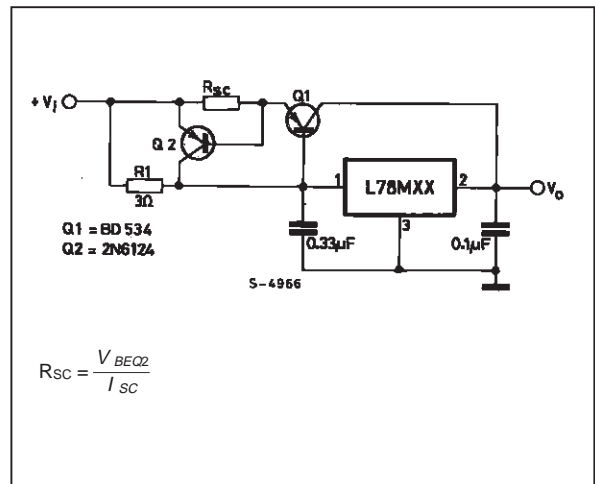 Rsc
Q1
+ Vi
Q2
R1
3Ω
1
L78MXX
2
Vo
Q1 = BD 534
Q2 = 2N6124
0.33µF
3
0.1µF
S-4966
RSC = VBEQ2 / ISC